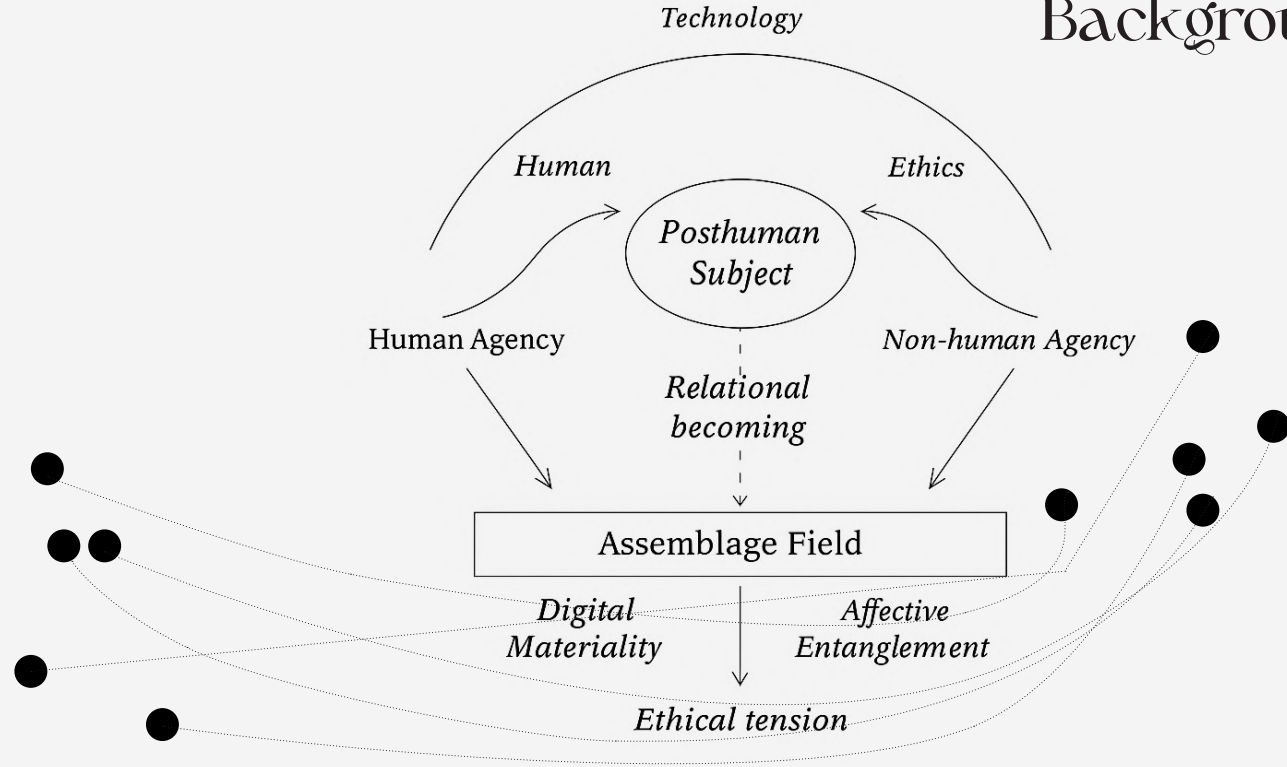 Technology
Backgrou
Human
Ethics
Posthuman
Subject
Human Agency
Non-human Agency
Relational
becoming
Assemblage Field
Digital
Materiality
Affective
Entanglement
Ethical tension